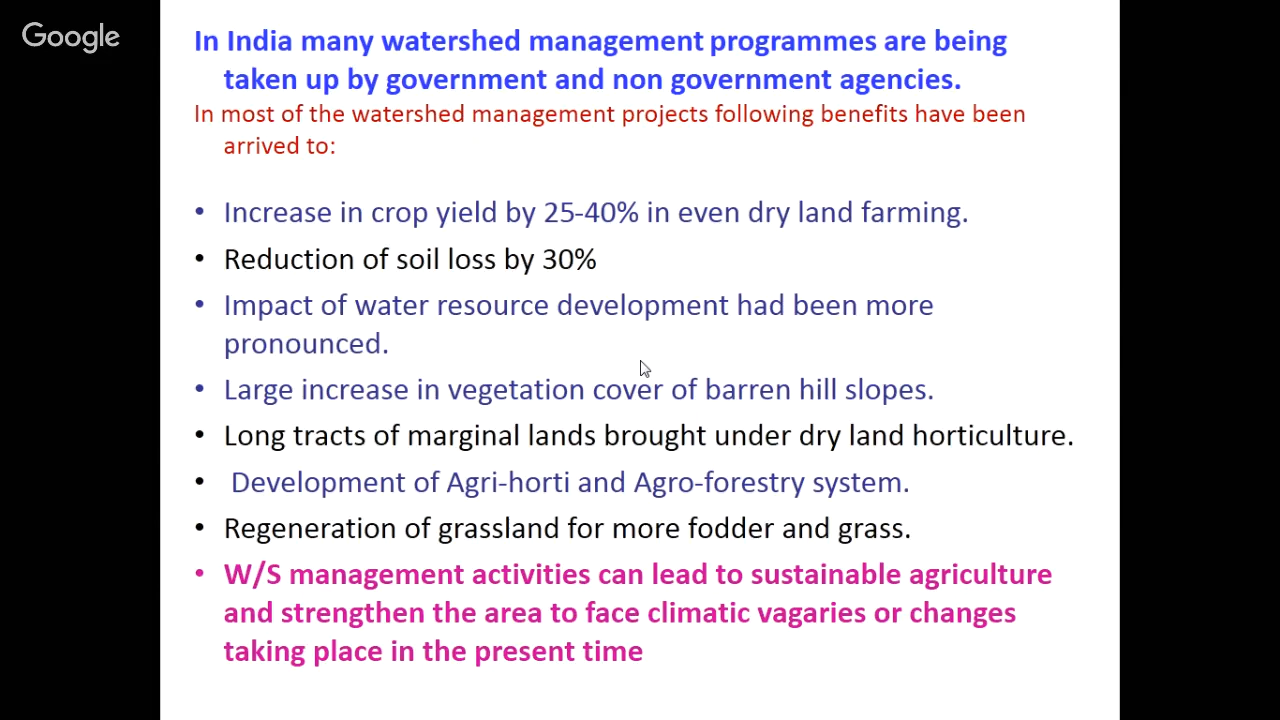 Google
In India many watershed management programmes are being
taken up by government and non government agencies.
In most of the watershed management projects following benefits have been
arrived to:
• Increase in crop yield by 25-40% in even dry land farming.
• Reduction of soil loss by 30%
• Impact of water resource development had been more
pronounced.
• Large increase in vegetation cover of barren hill slopes.
• Long tracts of marginal lands brought under dry land horticulture.
• Development of Agri-horti and Agro-forestry system.
• Regeneration of grassland for more fodder and grass.
• W/S management activities can lead to sustainable agriculture
and strengthen the area to face climatic vagaries or changes
taking place in the present time